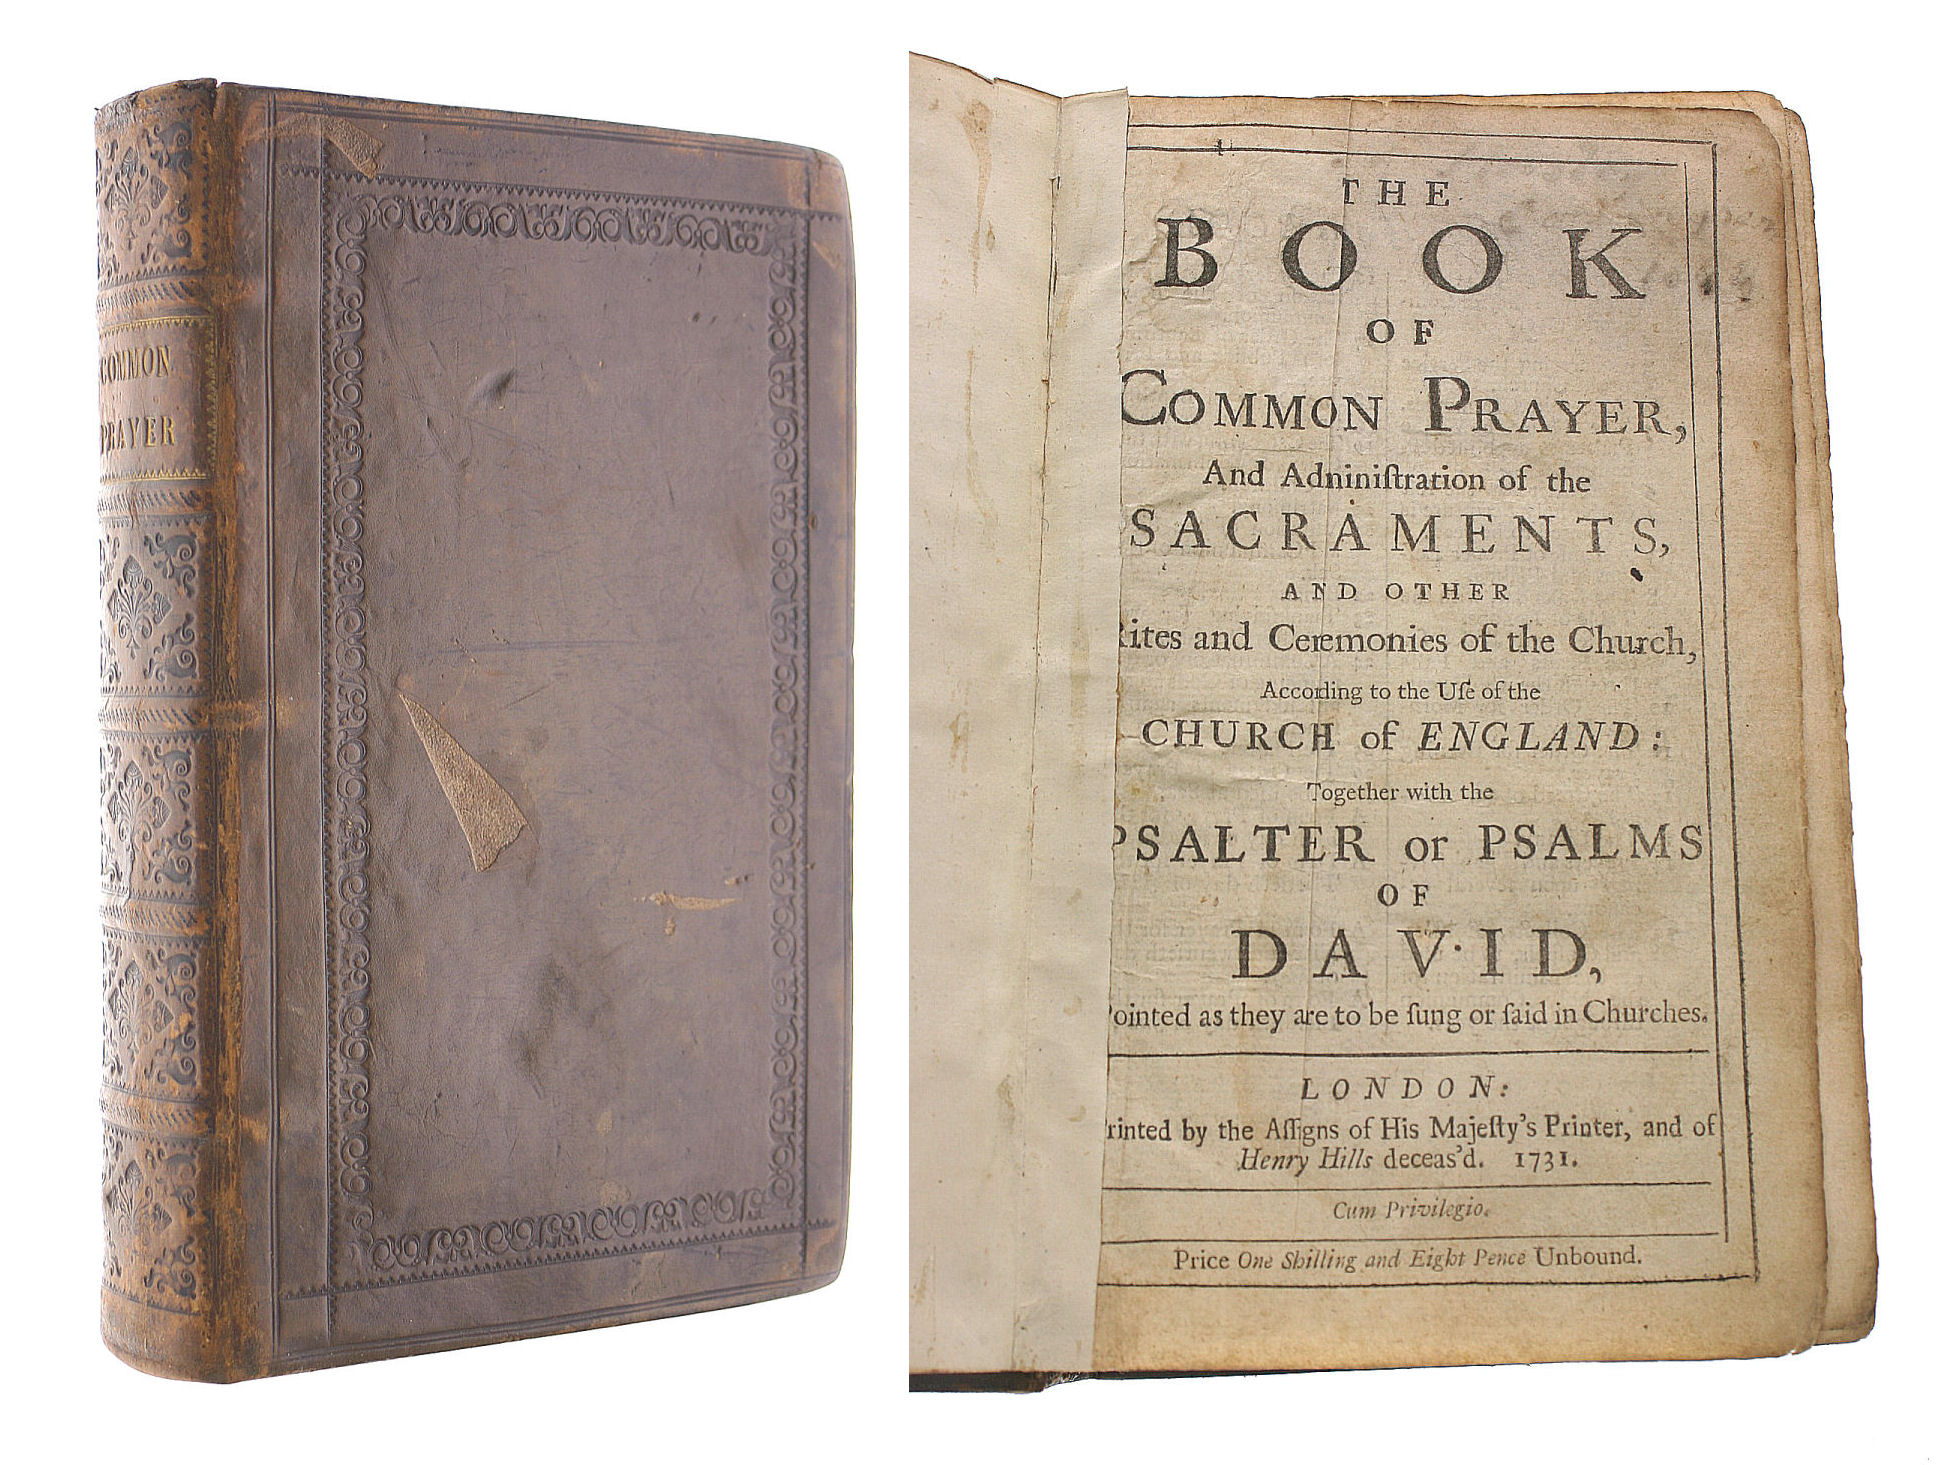 COMMON
PRAYER
THE
BOOK
OF
COMMON PRAYER,
And Adniniſtration of the
SACRAMENTS,
AND OTHER
Rites and Ceremonies of the Church,
According to the Uſe of the
CHURCH of ENGLAND:
Together with the
PSALTER or PSALMS
OF
DAVID,
Pointed as they are to be ſung or ſaid in Churches.
LONDON:
Printed by the Aſſigns of His Majeſty's Printer, and of
Henry Hills deceas'd. 1731.
Cum Privilegio.
Price One Shilling and Eight Pence Unbound.